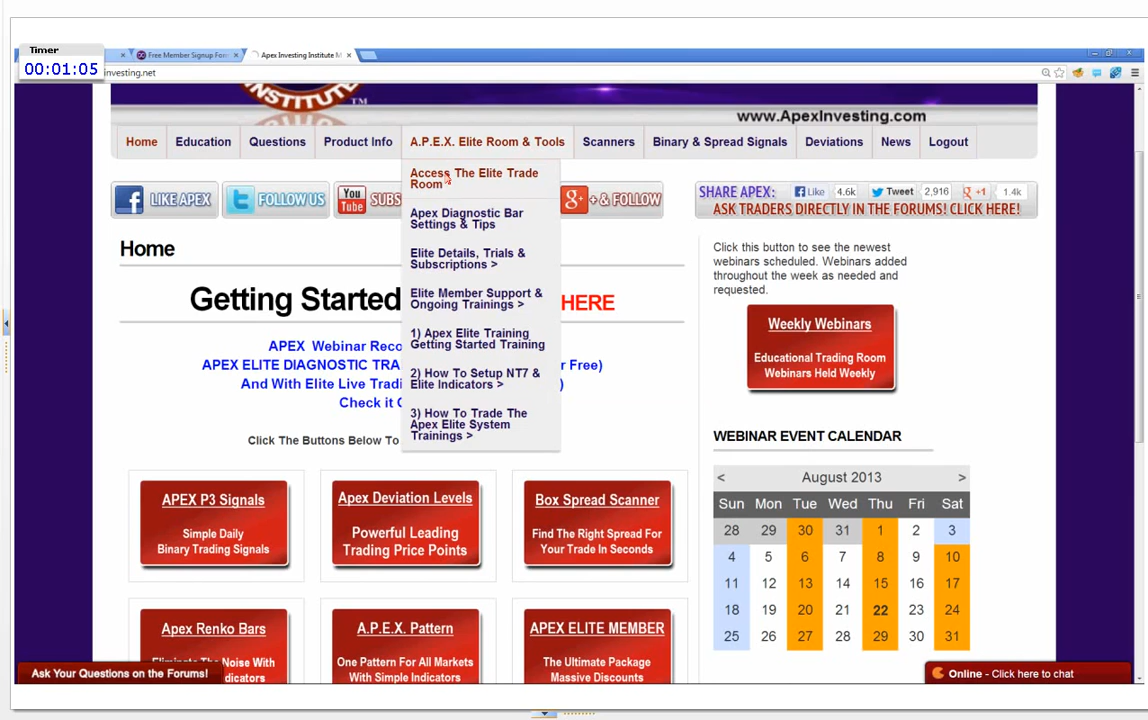 Timer
00:01:05
Free Member Signup For
Apex Investing Institute
investing.net
INSTITUTE™
www.ApexInvesting.com
Home Education Questions Product Info A.P.E.X. Elite Room & Tools Scanners Binary & Spread Signals Deviations News Logout
Access The Elite Trade
Room
Apex Diagnostic Bar
Settings & Tips
Elite Details, Trials &
Subscriptions >
Elite Member Support &
Ongoing Trainings >
1) Apex Elite Training
Getting Started Training
2) How To Setup NT7 &
Elite Indicators >
3) How To Trade The
Apex Elite System
Trainings >
LIKE APEX
FOLLOW US
You
Tube
SUBS
+ & FOLLOW
SHARE APEX: Like 4.6k Tweet 2,916 +1 1.4k
ASK TRADERS DIRECTLY IN THE FORUMS! CLICK HERE!
Home
Getting Started HERE
APEX Webinar Reco
APEX ELITE DIAGNOSTIC TRA r Free)
And With Elite Live Tradi )
Check it
Click The Buttons Below To
APEX P3 Signals
Simple Daily
Binary Trading Signals
Apex Deviation Levels
Powerful Leading
Trading Price Points
Box Spread Scanner
Find The Right Spread For
Your Trade In Seconds
Apex Renko Bars
Eliminate The Noise With
dicators
A.P.E.X. Pattern
One Pattern For All Markets
With Simple Indicators
APEX ELITE MEMBER
The Ultimate Package
Massive Discounts
Click this button to see the newest
webinars scheduled. Webinars added
throughout the week as needed and
requested.
Weekly Webinars
Educational Trading Room
Webinars Held Weekly
WEBINAR EVENT CALENDAR
< August 2013 >
Sun Mon Tue Wed Thu Fri Sat
28 29 30 31 1 2 3
4 5 6 7 8 9 10
11 12 13 14 15 16 17
18 19 20 21 22 23 24
25 26 27 28 29 30 31
Ask Your Questions on the Forums!
Online - Click here to chat